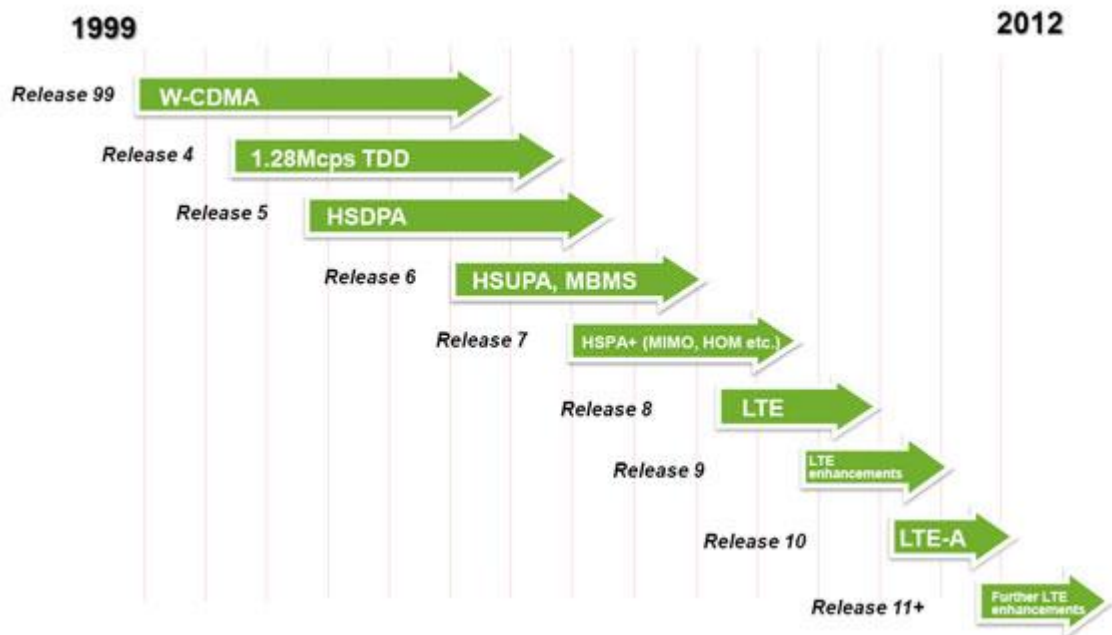 1999 2012
Release 99 W-CDMA
Release 4 1.28Mcps TDD
Release 5 HSDPA
Release 6 HSUPA, MBMS
Release 7 HSPA+ (MIMO, HOM etc.)
Release 8 LTE
Release 9 LTE
enhancements
Release 10 LTE-A
Release 11+ Further LTE
enhancements